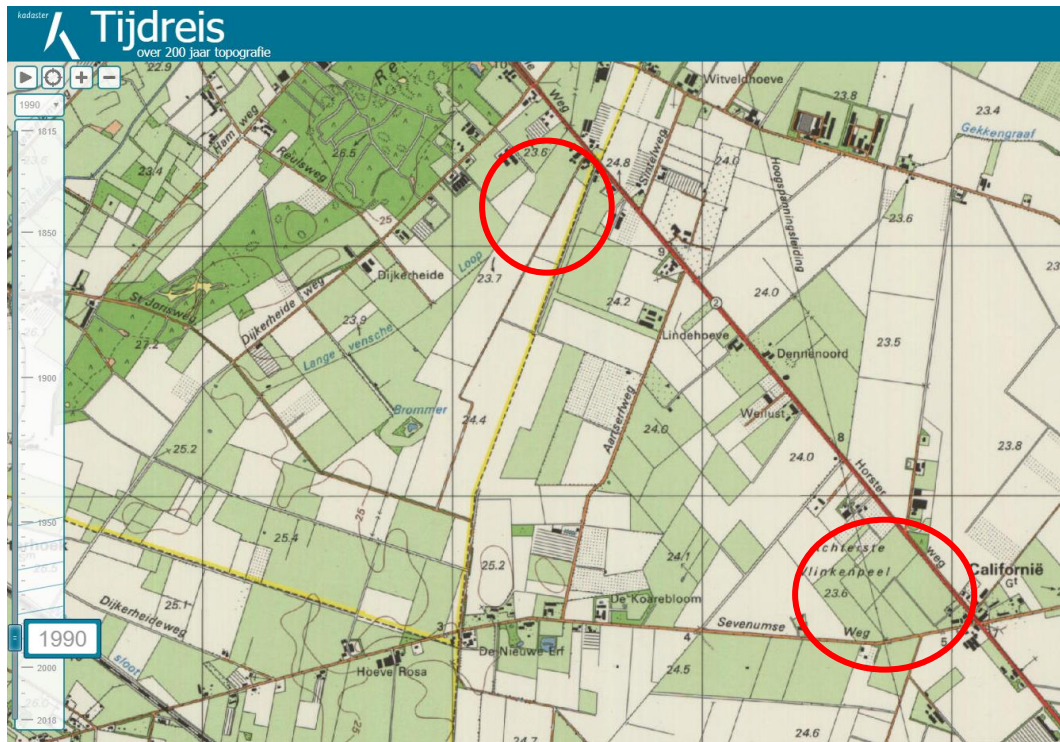 kadaster
Tijdreis
over 200 jaar topografie
1990
1815
1850
1900
1950
1990
2000
2018
22.9
Ham weg
Reulsweg
26.5
23.4
23.6
Weg
24.8
Sintelweg
24.0
Witveldhoeve
23.8
23.4
Gekkengraaf
Hoogspanningsleiding
23.6
25
Dijkerheide
Loop
23.7
9
24.2
2
24.0
23.5
St Jansweg
27.2
Dijkerheide weg
23.9
Lange vensche
Lindehoeve
Dennenoord
Brommer
24.4
Aartserfweg
24.0
Wellust
8
24.0
23.8
25.2
Horster
weg
25
25.4
25.2
24.1
Achterste
Vlinkenpeel
23.6
Californië
Gt
De Koarebloom
25.1
Dijkerheideweg
3
4
Sevenumse
Weg
5
De Nieuwe Erf
Hoeve Rosa
24.5
sloot
25
24.7
24.6